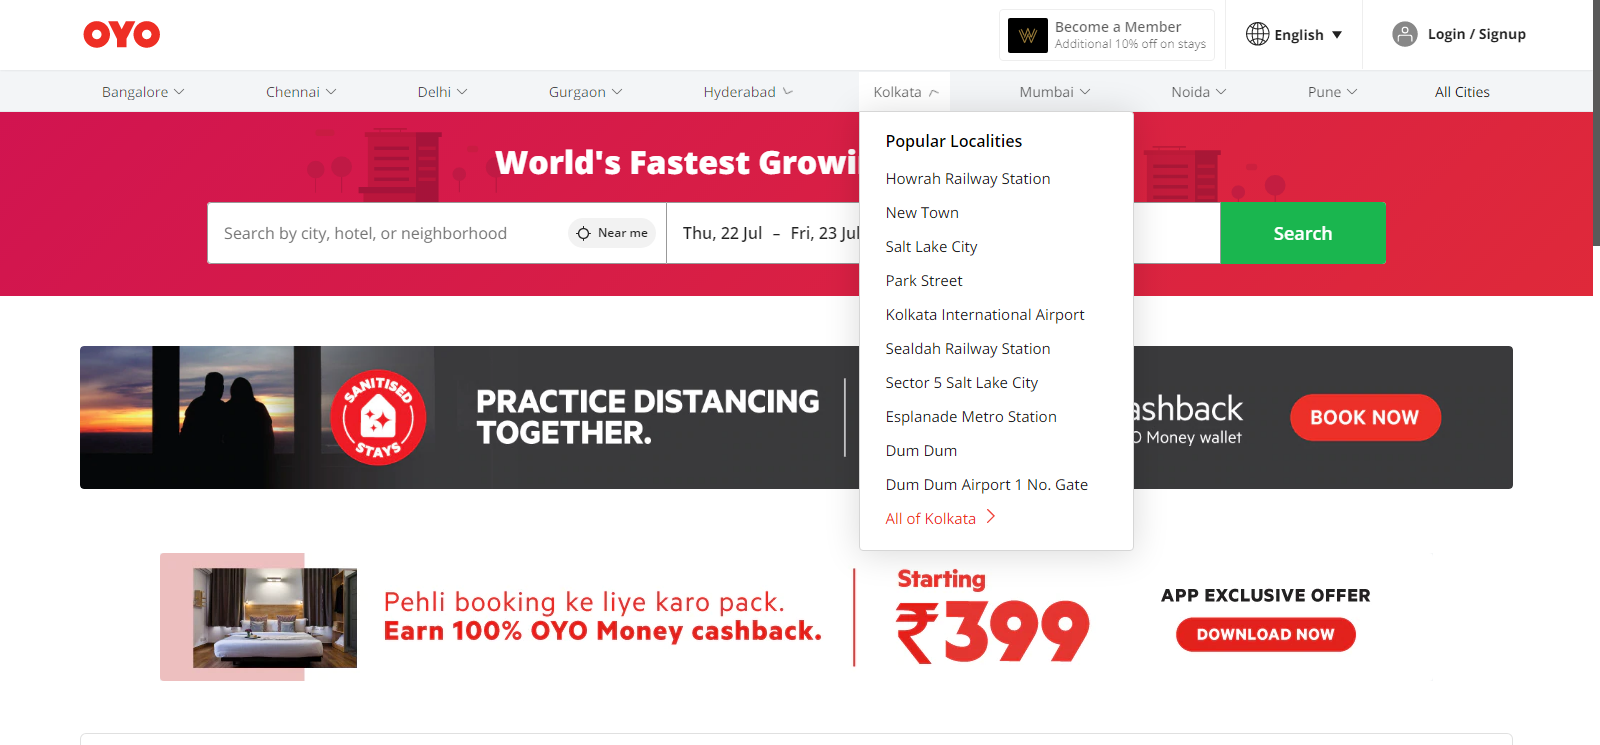 OYO
Become a Member
Additional 10% off on stays
English
Login / Signup
Bangalore
Chennai
Delhi
Gurgaon
Hyderabad
Kolkata
Mumbai
Noida
Pune
All Cities
World's Fastest Growi
Search by city, hotel, or neighborhood
Near me
Thu, 22 Jul – Fri, 23 Jul
Search
Popular Localities
Howrah Railway Station
New Town
Salt Lake City
Park Street
Kolkata International Airport
Sealdah Railway Station
Sector 5 Salt Lake City
Esplanade Metro Station
Dum Dum
Dum Dum Airport 1 No. Gate
All of Kolkata
SANITISED
STAYS
PRACTICE DISTANCING
TOGETHER.
ashback
O Money wallet
BOOK NOW
Pehli booking ke liye karo pack.
Earn 100% OYO Money cashback.
Starting
₹399
APP EXCLUSIVE OFFER
DOWNLOAD NOW